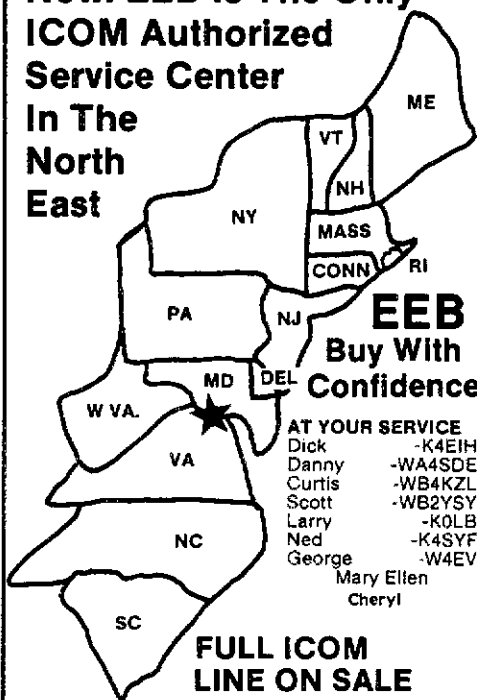 Now! EEB Is The Only
ICOM Authorized
Service Center
In The
North
East
ME
VT
NH
NY
MASS
CONN
RI
PA
NJ
EEB
Buy With
Confidence
MD
DEL
W VA.
VA
AT YOUR SERVICE
Dick -K4EIH
Danny -WA4SDE
Curtis -WB4KZL
Scott -WB2YSY
Larry -K0LB
Ned -K4SYF
George -W4EV
Mary Ellen
Cheryl
NC
SC
FULL ICOM
LINE ON SALE